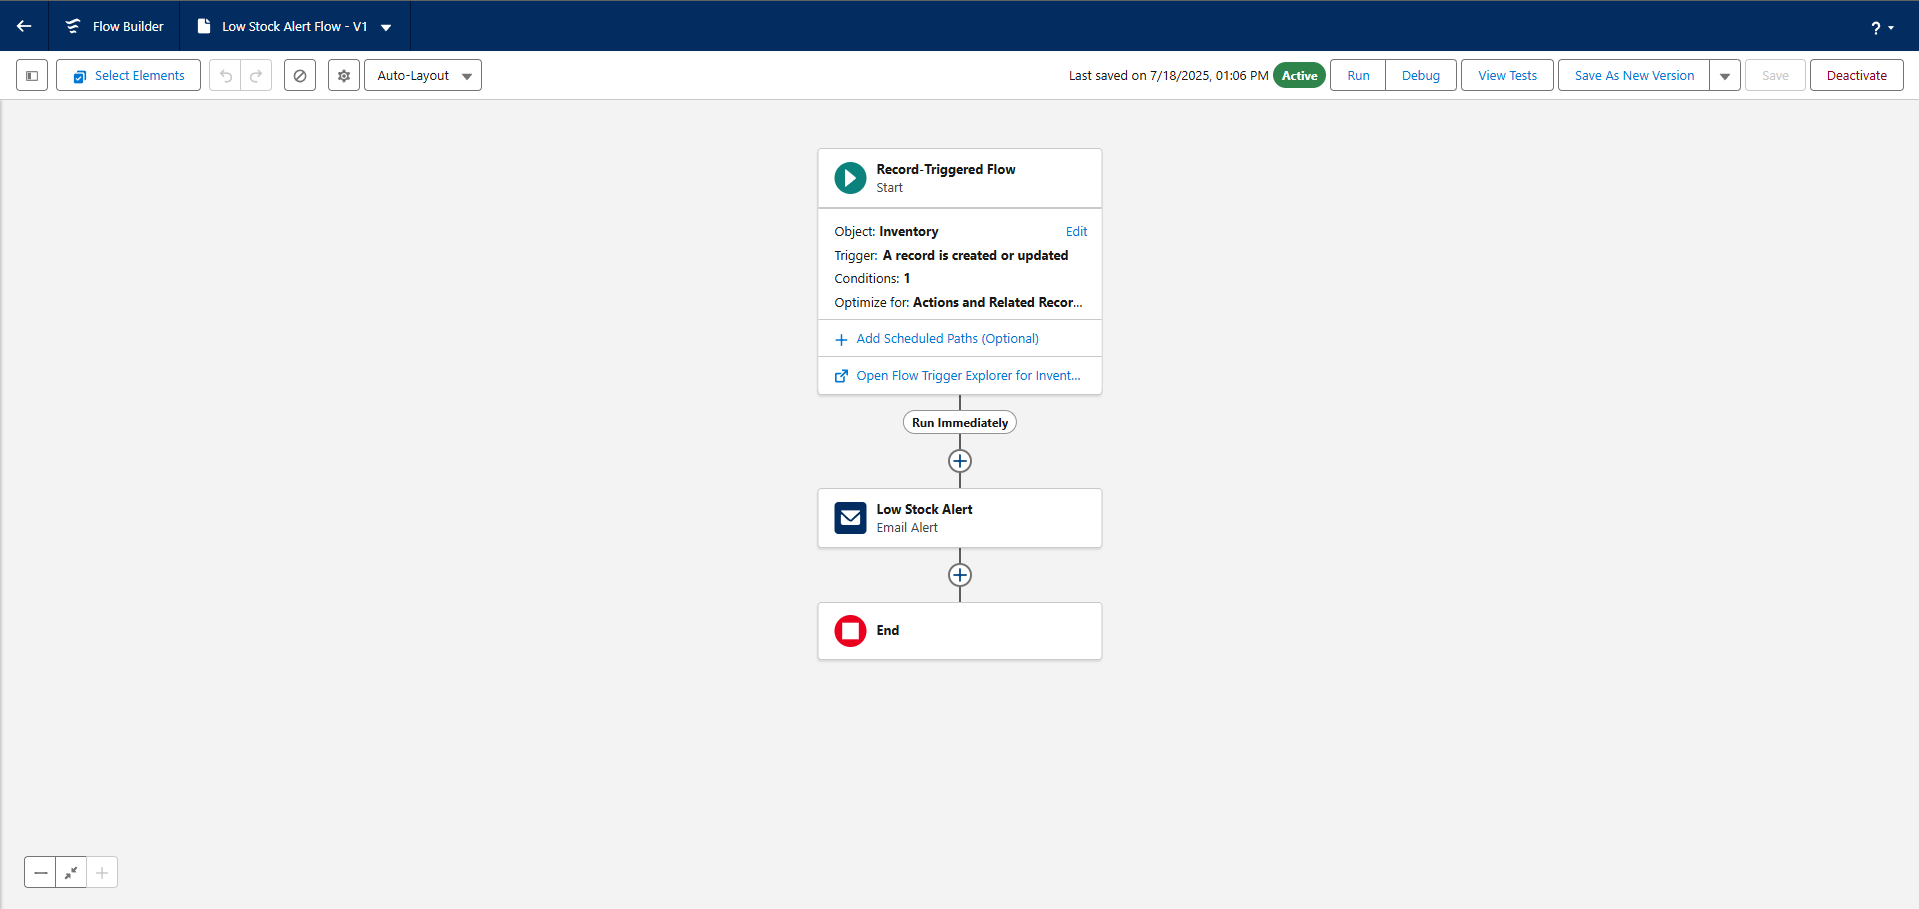 Flow Builder
Low Stock Alert Flow - V1
?
Select Elements
Auto-Layout
Last saved on 7/18/2025, 01:06 PM
Active
Run
Debug
View Tests
Save As New Version
Save
Deactivate
Record-Triggered Flow
Start
Object: Inventory
Edit
Trigger: A record is created or updated
Conditions: 1
Optimize for: Actions and Related Recor...
Add Scheduled Paths (Optional)
Open Flow Trigger Explorer for Invent...
Run Immediately
Low Stock Alert
Email Alert
End